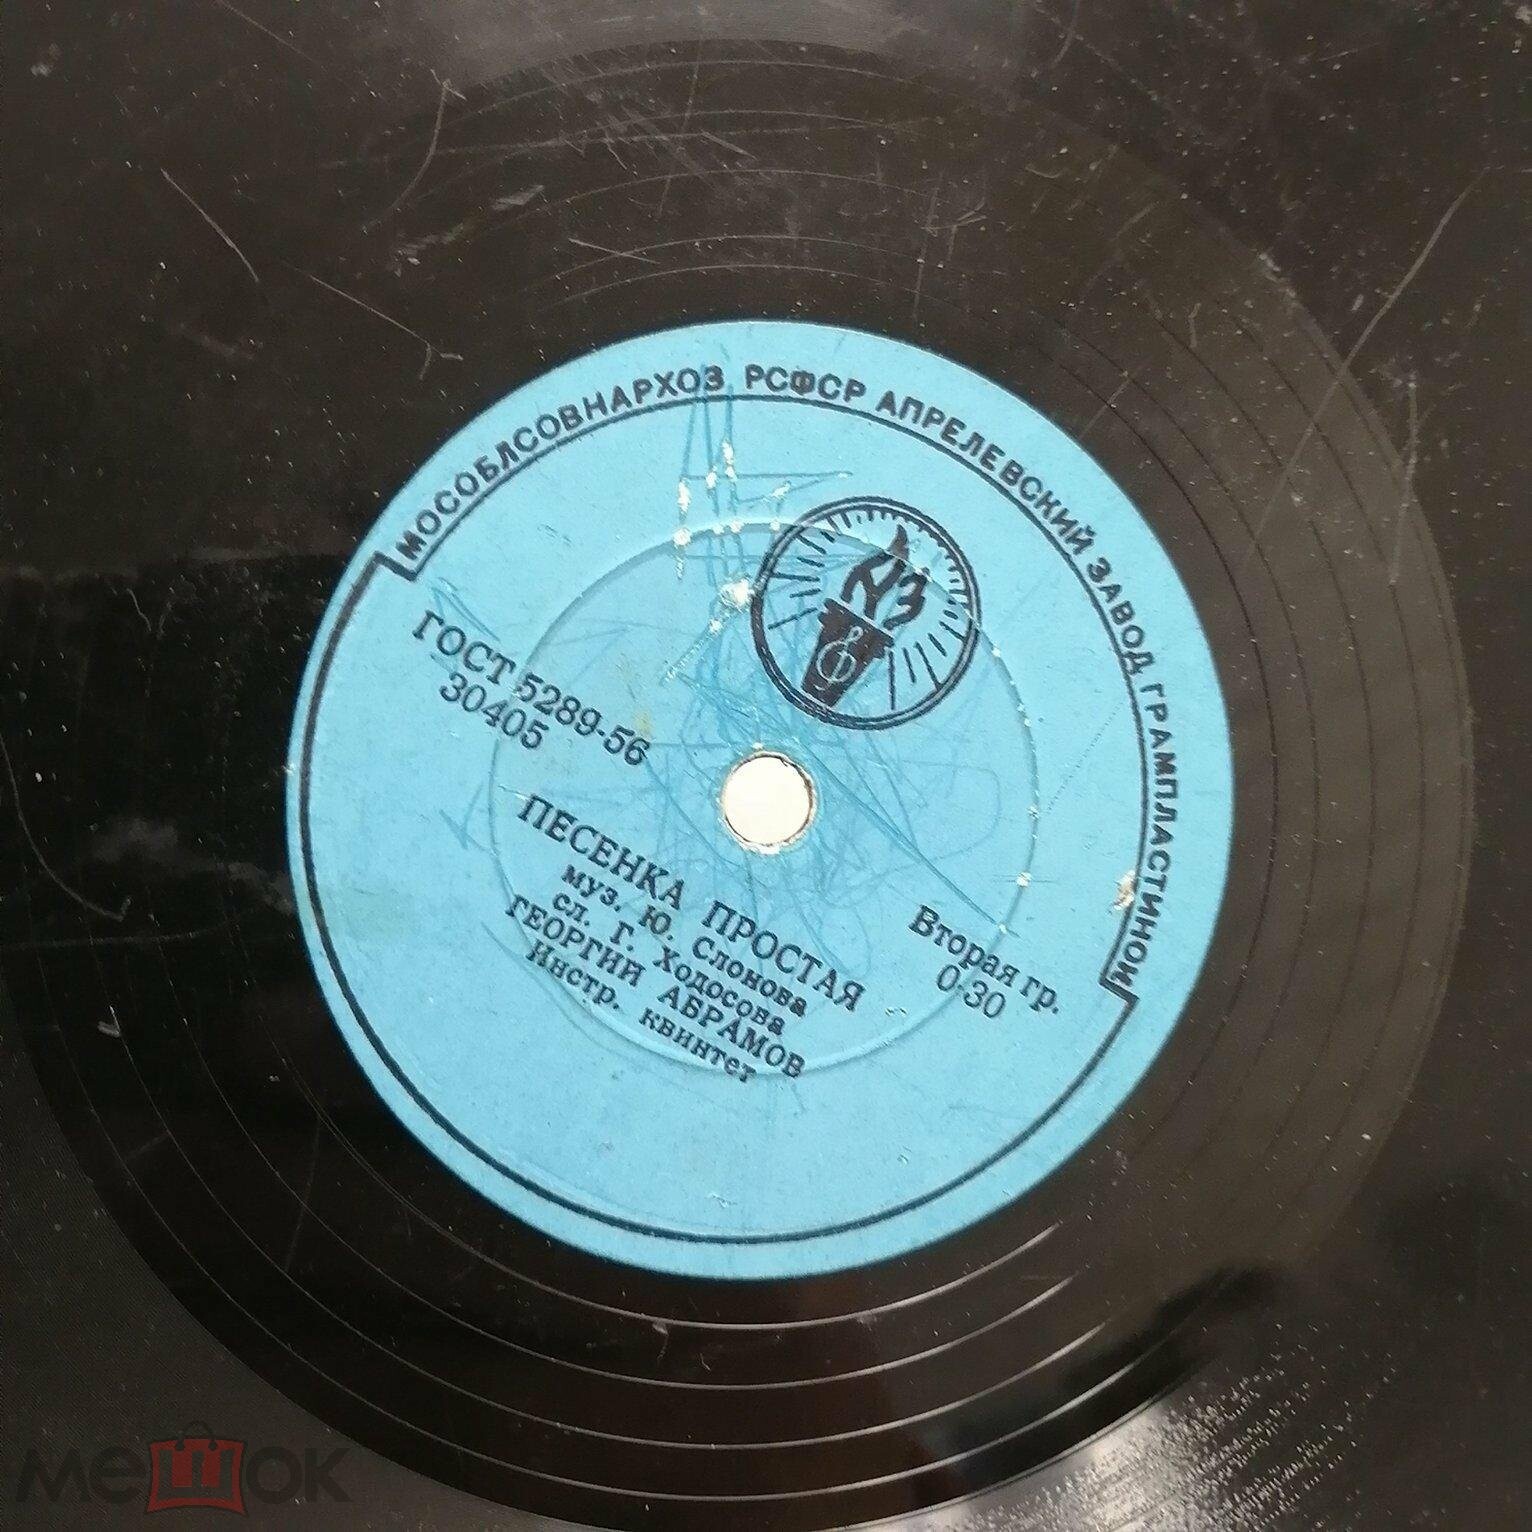 МОСОБЛСОВНАРХОЗ РСФСР АПРЕЛЕВСКИЙ ЗАВОД ГРАМПЛАСТИНОК
АЗ
ГОСТ 5289-56
30405
Вторая гр.
0-30
ПЕСЕНКА ПРОСТАЯ
муз. Ю. Слонова
сл. Г. Ходосова
ГЕОРГИЙ АБРАМОВ
Инстр. квинтет
мешок